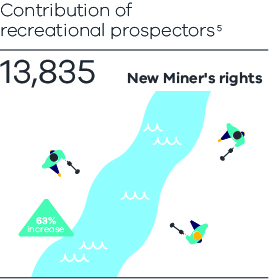 Contribution of
recreational prospectors⁵
13,835 New Miner's rights
63%
increase